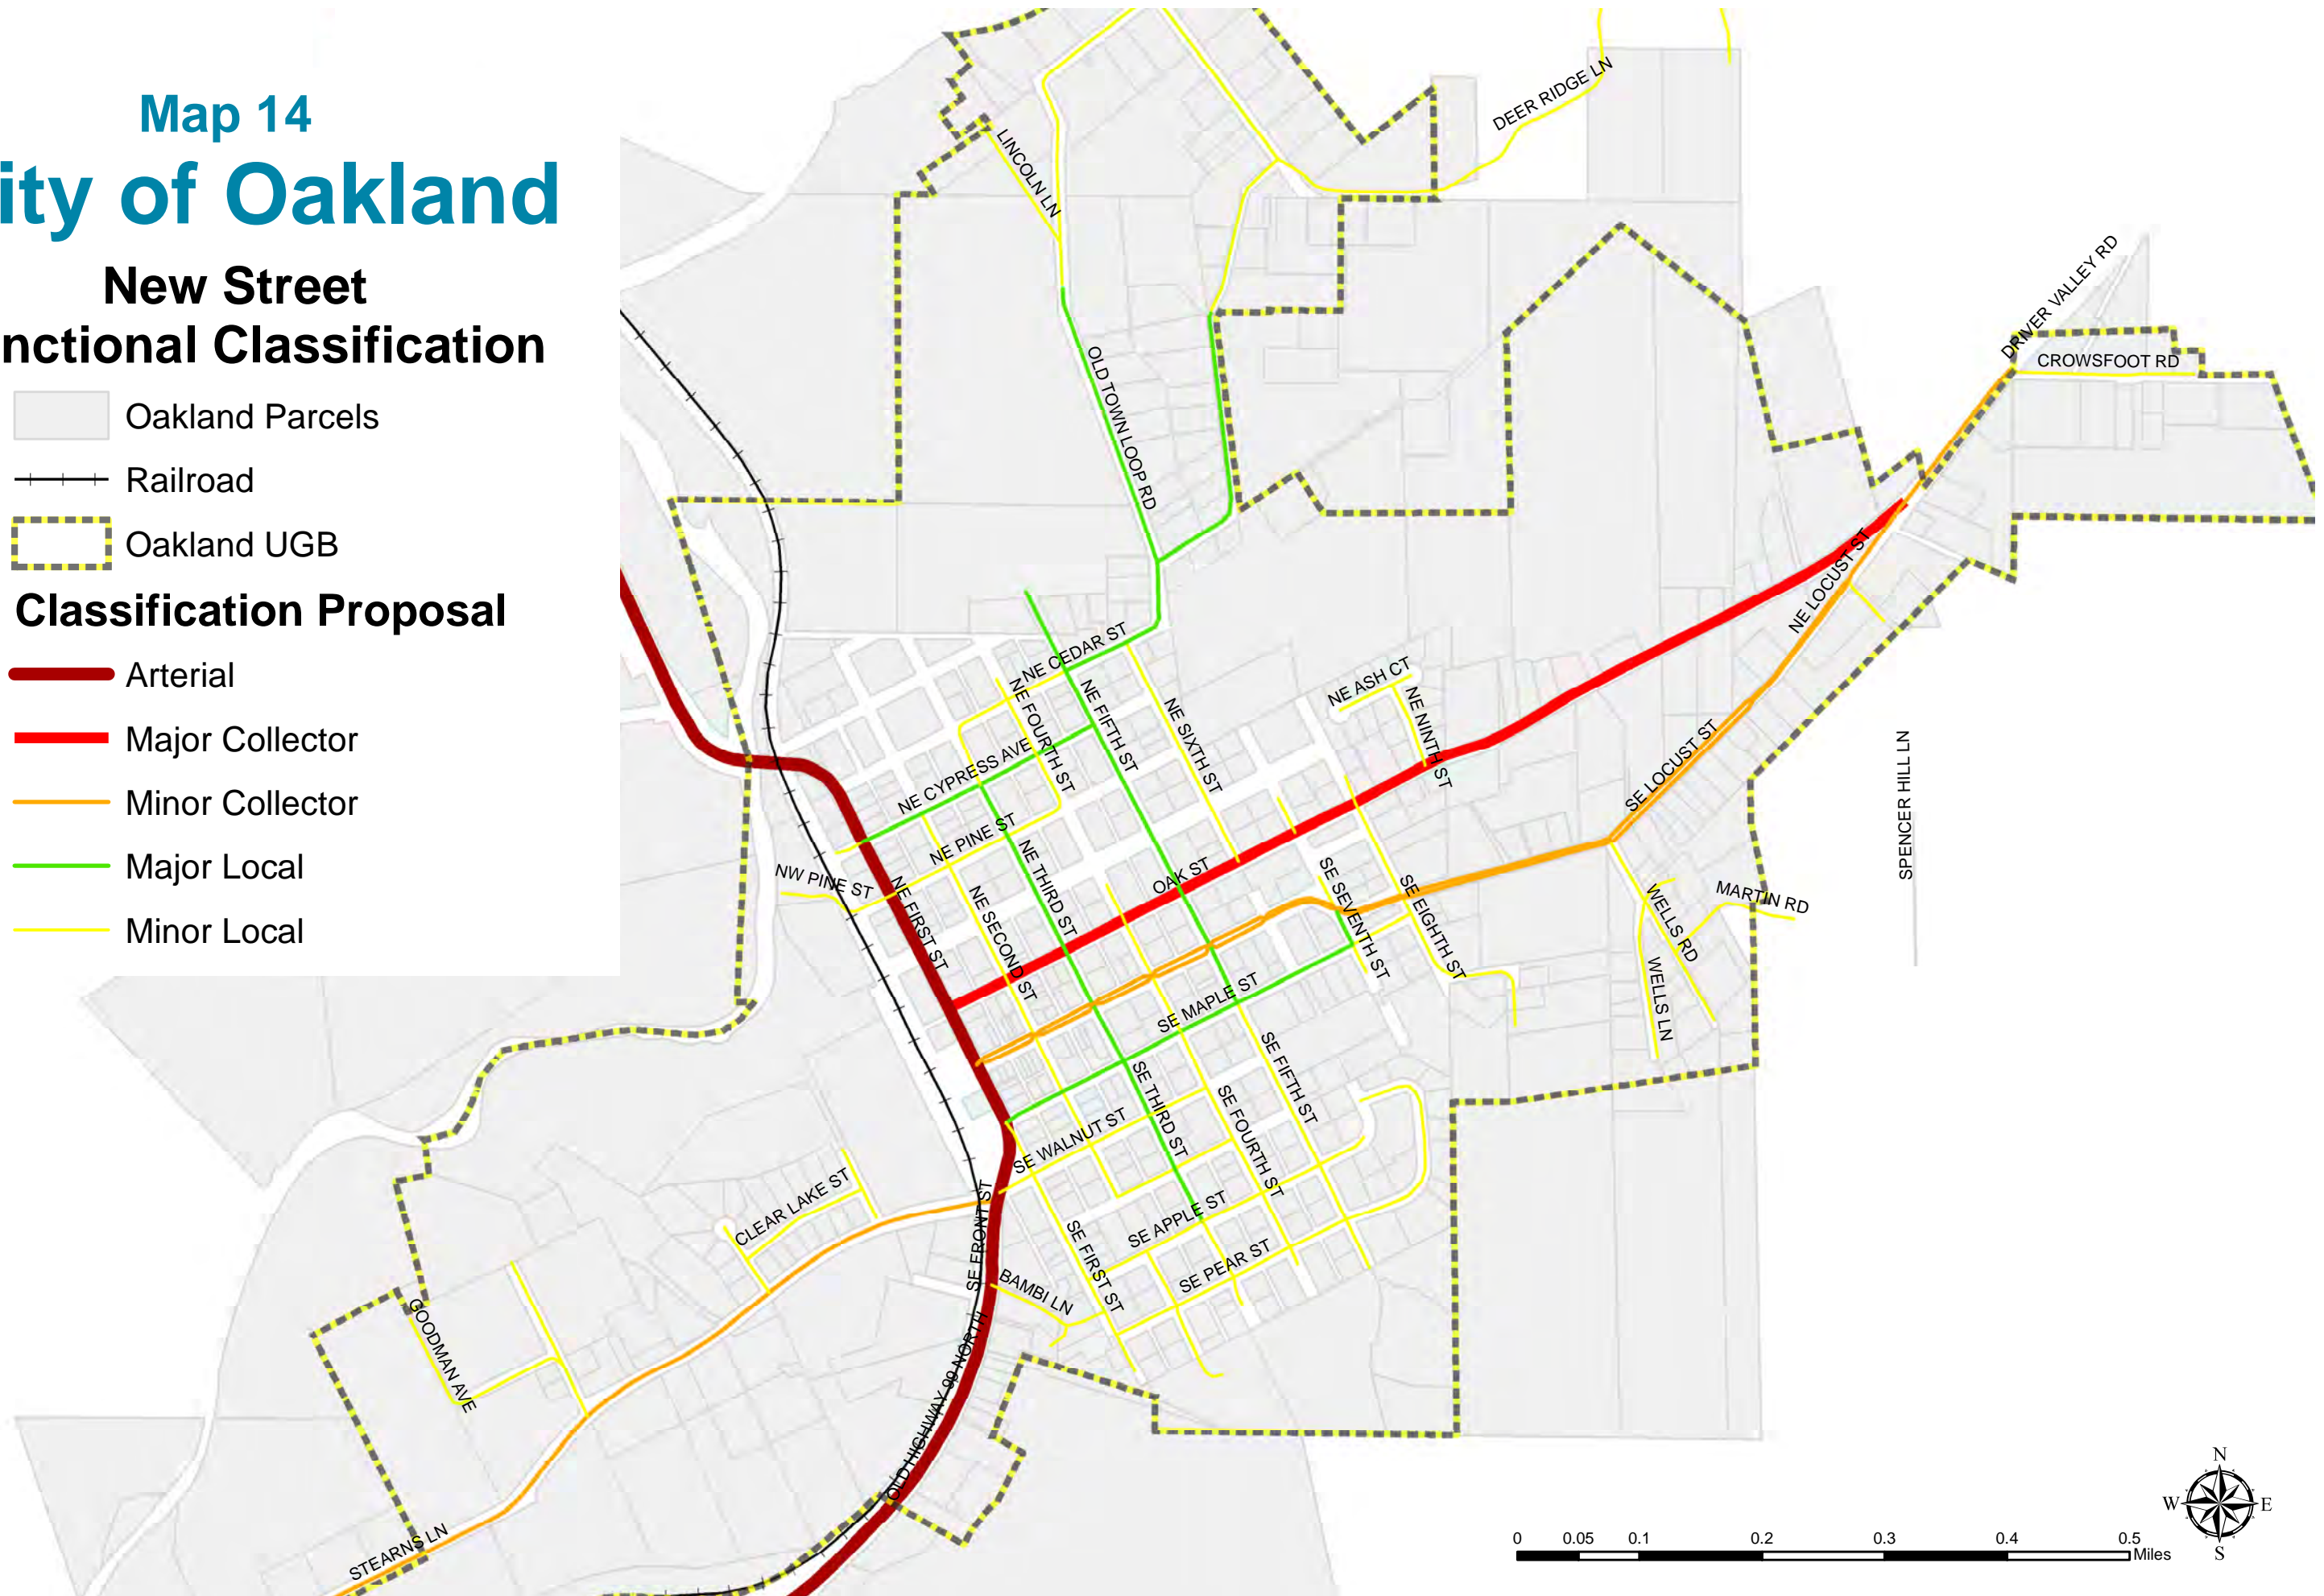 Map 14
ity of Oakland
New Street
nctional Classification
Oakland Parcels
Railroad
Oakland UGB
Classification Proposal
Arterial
Major Collector
Minor Collector
Major Local
Minor Local
DEER RIDGE LN
LINCOLN LN
DRIVER VALLEY RD
CROWSFOOT RD
OLD TOWN LOOP RD
NE LOCUST ST
NE CEDAR ST
NE ASH CT
NE FOURTH ST
NE FIFTH ST
NE SIXTH ST
NE NINTH ST
NE CYPRESS AVE
SE LOCUST ST
SPENCER HILL LN
NE PINE ST
NW PINE ST
NE FIRST ST
NE SECOND ST
NE THIRD ST
OAK ST
SE SEVENTH ST
SE EIGHTH ST
WELLS RD
MARTIN RD
WELLS LN
SE MAPLE ST
SE FIFTH ST
SE THIRD ST
SE FOURTH ST
SE WALNUT ST
CLEAR LAKE ST
SE FRONT ST
SE APPLE ST
SE FIRST ST
SE PEAR ST
BAMBI LN
GOODMAN AVE
OLD HIGHWAY 99 NORTH
STEARNS LN
N
W E
S
0 0.05 0.1 0.2 0.3 0.4 0.5
Miles